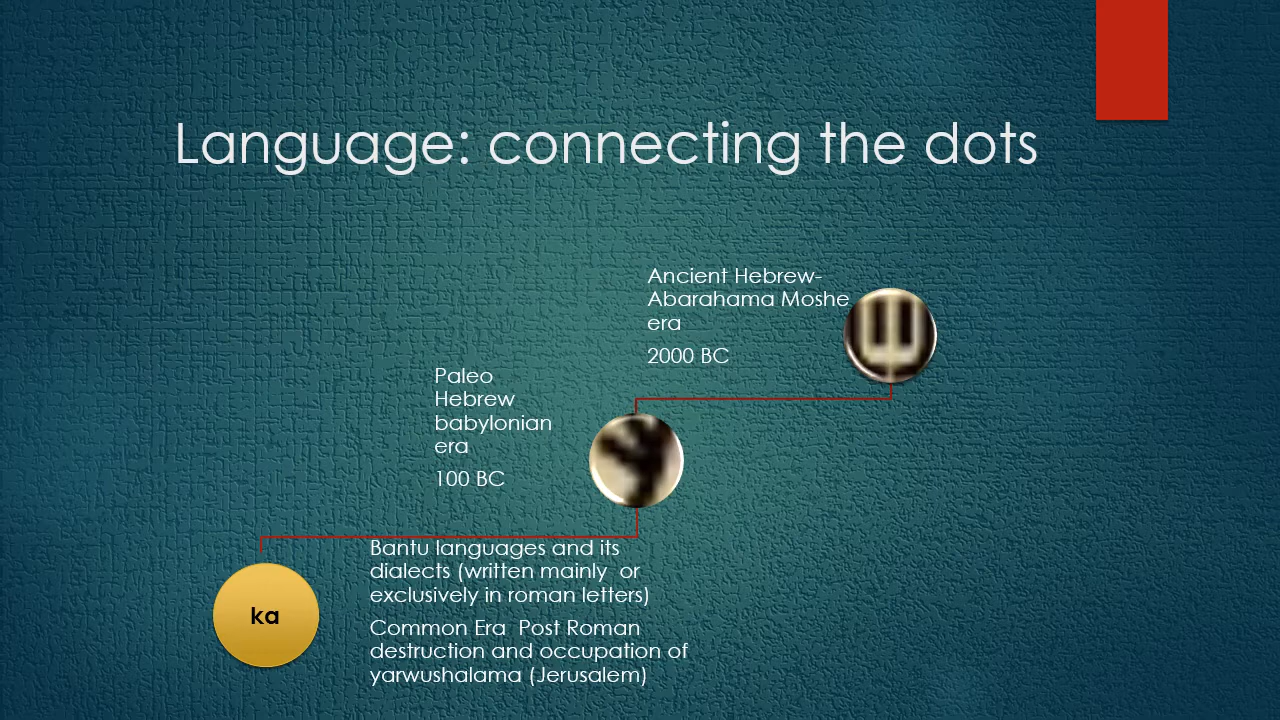 Language: connecting the dots
Ancient Hebrew-
Abarahama Moshe
era
2000 BC
Paleo
Hebrew
babylonian
era
100 BC
Bantu languages and its
dialects (written mainly  or
exclusively in roman letters)
Common Era  Post Roman
destruction and occupation of
yarwushalama (Jerusalem)
ka